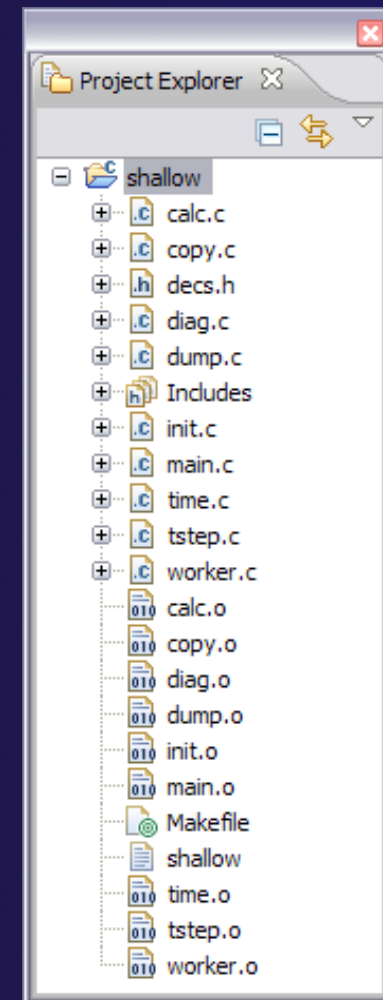 Project Explorer
shallow
calc.c
copy.c
decs.h
diag.c
dump.c
Includes
init.c
main.c
time.c
tstep.c
worker.c
calc.o
copy.o
diag.o
dump.o
init.o
main.o
Makefile
shallow
time.o
tstep.o
worker.o